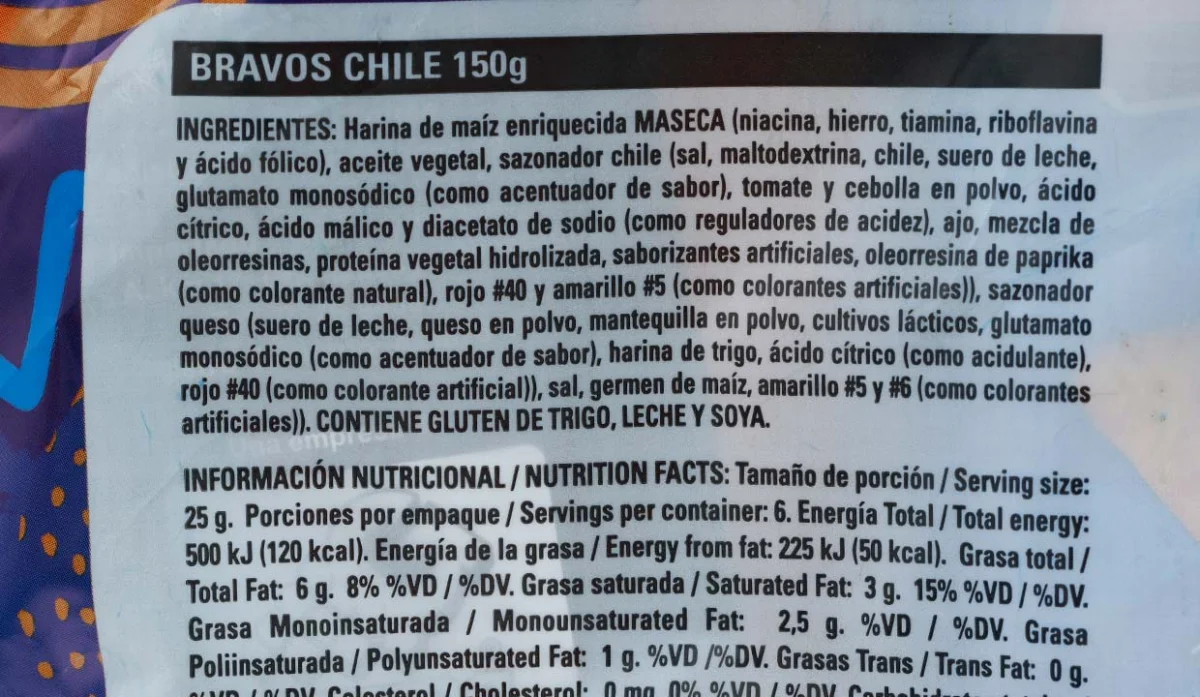 BRAVOS CHILE 150g
INGREDIENTES: Harina de maíz enriquecida MASECA (niacina, hierro, tiamina, riboflavina
y ácido fólico), aceite vegetal, sazonador chile (sal, maltodextrina, chile, suero de leche,
glutamato monosódico (como acentuador de sabor), tomate y cebolla en polvo, ácido
cítrico, ácido málico y diacetato de sodio (como reguladores de acidez), ajo, mezcla de
oleorresinas, proteína vegetal hidrolizada, saborizantes artificiales, oleorresina de paprika
(como colorante natural), rojo #40 y amarillo #5 (como colorantes artificiales)), sazonador
queso (suero de leche, queso en polvo, mantequilla en polvo, cultivos lácticos, glutamato
monosódico (como acentuador de sabor), harina de trigo, ácido cítrico (como acidulante),
rojo #40 (como colorante artificial)), sal, germen de maíz, amarillo #5 y #6 (como colorantes
artificiales)). CONTIENE GLUTEN DE TRIGO, LECHE Y SOYA.
INFORMACIÓN NUTRICIONAL / NUTRITION FACTS: Tamaño de porción / Serving size:
25 g. Porciones por empaque / Servings per container: 6. Energía Total / Total energy:
500 kJ (120 kcal). Energía de la grasa / Energy from fat: 225 kJ (50 kcal). Grasa total /
Total Fat: 6 g. 8% %VD / %DV. Grasa saturada / Saturated Fat: 3 g. 15% %VD / %DV.
Grasa Monoinsaturada / Monounsaturated Fat: 2,5 g. %VD / %DV. Grasa
Poliinsaturada / Polyunsaturated Fat: 1 g. %VD /%DV. Grasas Trans / Trans Fat: 0 g.
%VD / %DV. Colesterol / Cholesterol: 0 mg. 0% %VD / %DV.